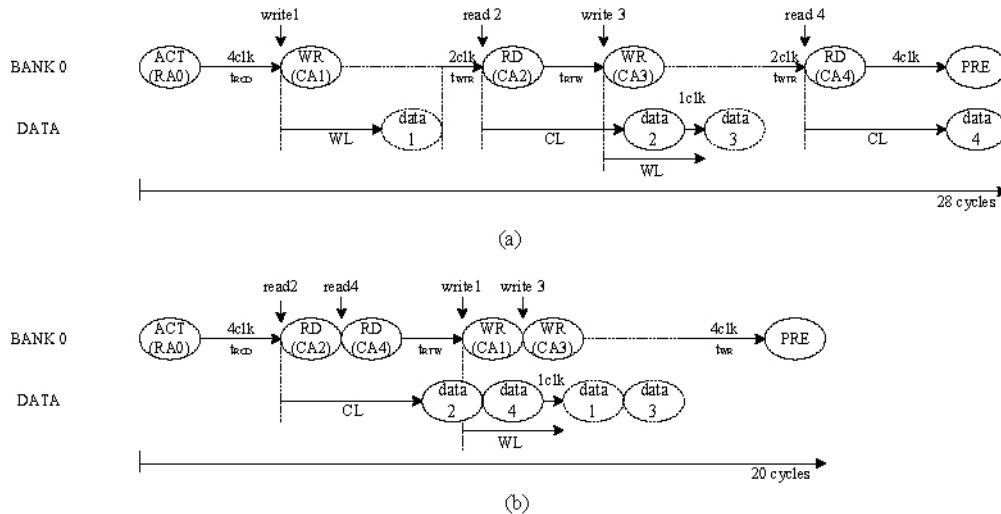 write1 read 2 write 3 read 4
BANK 0 ACT (RA0) 4clk tRCD WR (CA1) 2clk tWTR RD (CA2) tRTW WR (CA3) 2clk tWTR RD (CA4) 4clk PRE
DATA WL data 1 CL data 2 1clk data 3 WL CL data 4
28 cycles
(a)
read2 read4 write1 write 3
BANK 0 ACT (RA0) 4clk tRCD RD (CA2) RD (CA4) tRTW WR (CA1) WR (CA3) 4clk tWR PRE
DATA CL data 2 data 4 1clk data 1 data 3 WL
20 cycles
(b)